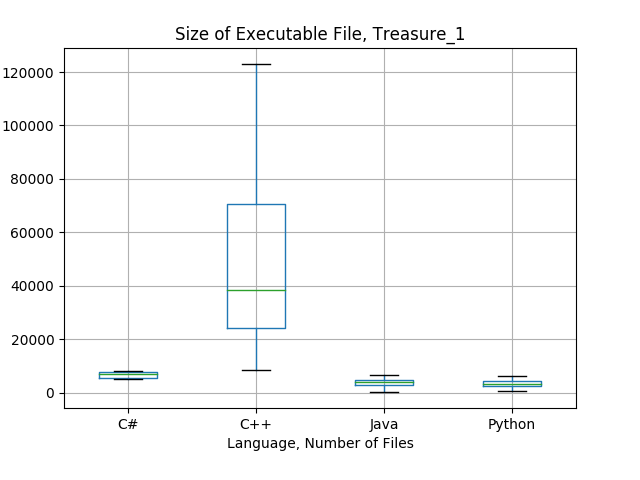 Size of Executable File, Treasure_1
120000
100000
80000
60000
40000
20000
0
C# C++ Java Python
Language, Number of Files